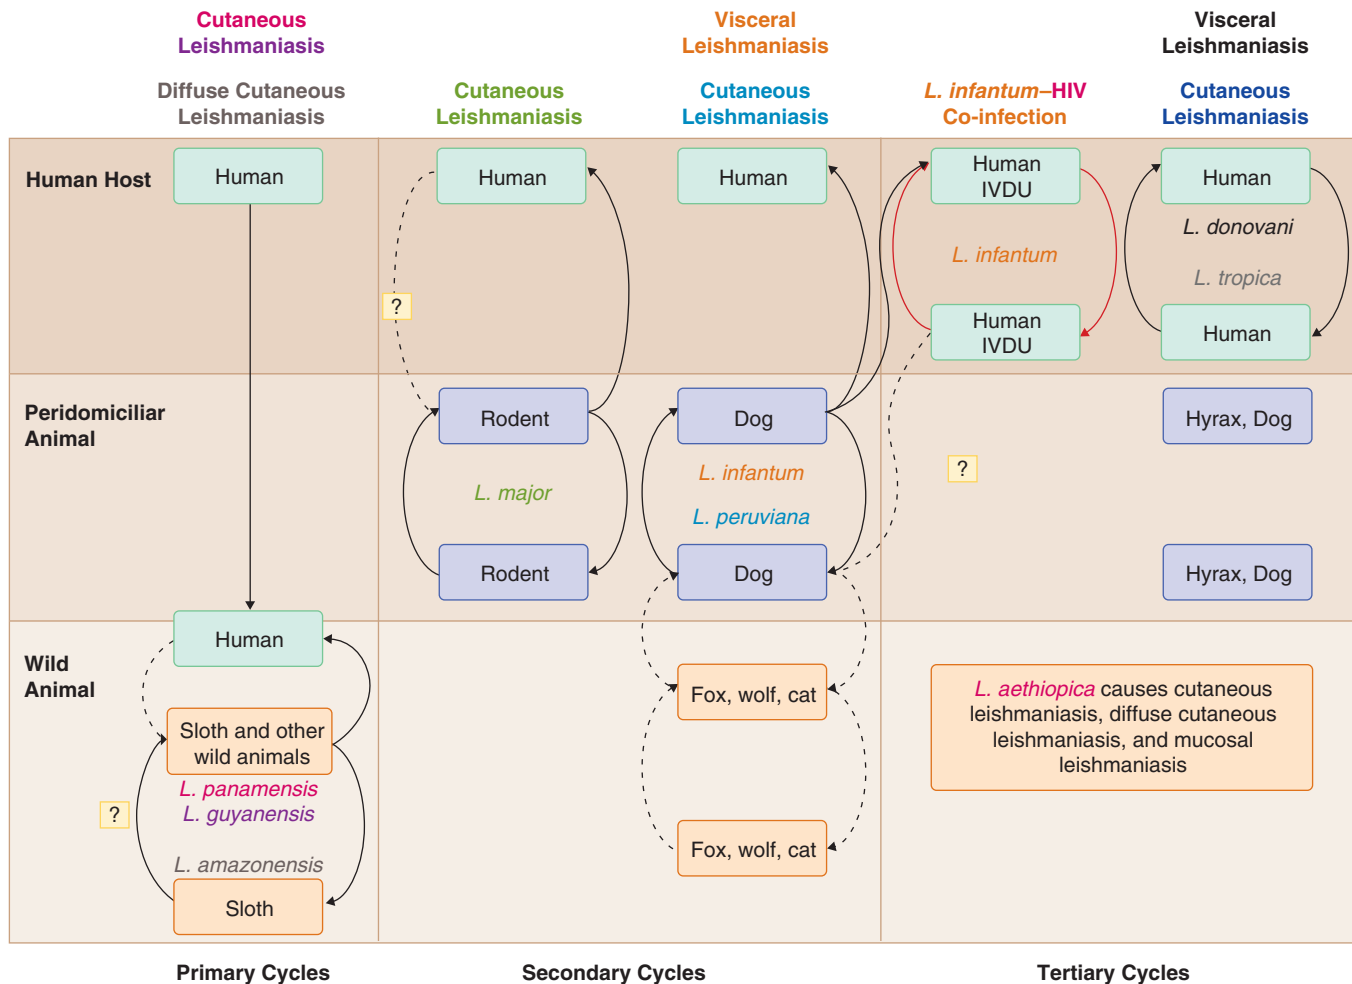 Cutaneous
Leishmaniasis
Visceral
Leishmaniasis
Visceral
Leishmaniasis
Diffuse Cutaneous
Leishmaniasis
Cutaneous
Leishmaniasis
Cutaneous
Leishmaniasis
L. infantum–HIV
Co-infection
Cutaneous
Leishmaniasis
Human Host
Human
Human
Human
Human
IVDU
Human
L. infantum
L. donovani
L. tropica
?
Human
IVDU
Human
Peridomiciliar
Animal
Rodent
Dog
Hyrax, Dog
L. major
L. infantum
L. peruviana
?
Rodent
Dog
Hyrax, Dog
Wild
Animal
Human
Sloth and other
wild animals
L. panamensis
L. guyanensis
?
L. amazonensis
Sloth
Fox, wolf, cat
Fox, wolf, cat
L. aethiopica causes cutaneous
leishmaniasis, diffuse cutaneous
leishmaniasis, and mucosal
leishmaniasis
Primary Cycles
Secondary Cycles
Tertiary Cycles